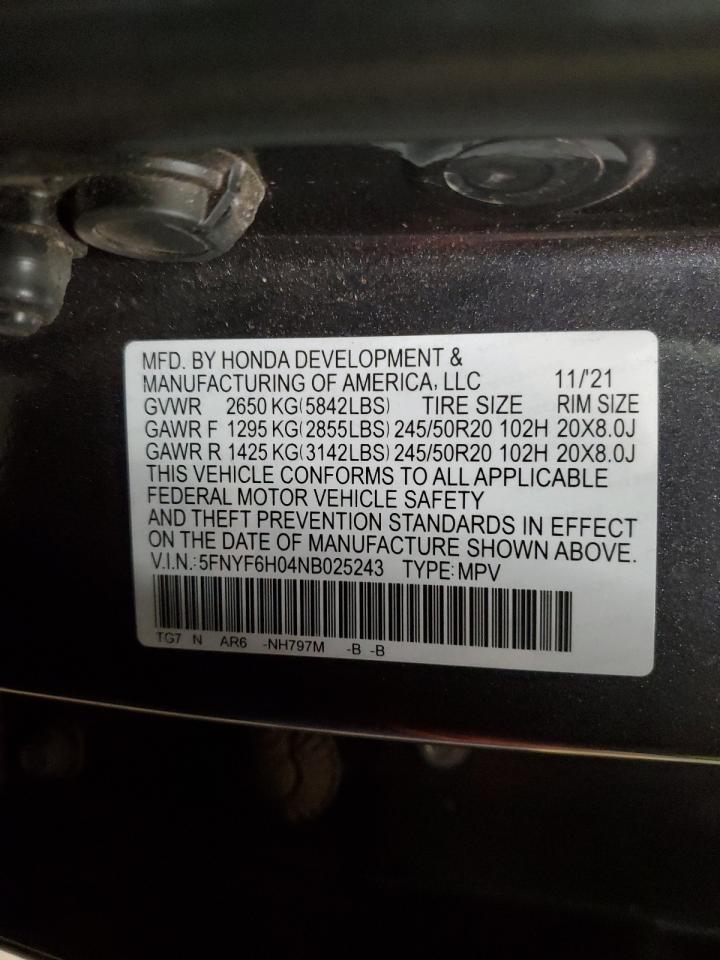 MFD. BY HONDA DEVELOPMENT &
MANUFACTURING OF AMERICA, LLC 11/'21
GVWR 2650 KG(5842LBS) TIRE SIZE RIM SIZE
GAWR F 1295 KG(2855LBS) 245/50R20 102H 20X8.0J
GAWR R 1425 KG(3142LBS) 245/50R20 102H 20X8.0J
THIS VEHICLE CONFORMS TO ALL APPLICABLE
FEDERAL MOTOR VEHICLE SAFETY
AND THEFT PREVENTION STANDARDS IN EFFECT
ON THE DATE OF MANUFACTURE SHOWN ABOVE.
V.I.N.: 5FNYF6H04NB025243 TYPE: MPV
TG7 N AR6 -NH797M -B -B